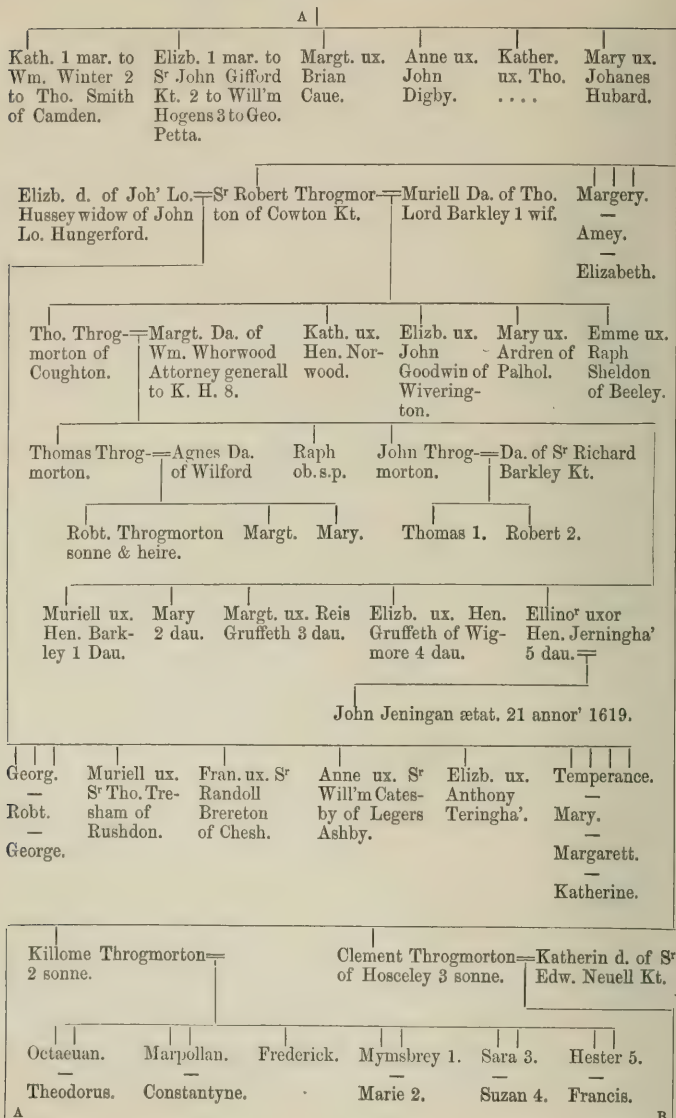 A
Kath. 1 mar. to
Wm. Winter 2
to Tho. Smith
of Camden.
Elizb. 1 mar. to
Sʳ John Gifford
Kt. 2 to Will'm
Hogens 3 to Geo.
Petta.
Margt. ux.
Brian
Caue.
Anne ux.
John
Digby.
Kather.
ux. Tho.
. . . .
Mary ux.
Johanes
Hubard.
Elizb. d. of Joh' Lo.
Hussey widow of John
Lo. Hungerford.
Sʳ Robert Throgmor-
ton of Cowton Kt.
Muriell Da. of Tho.
Lord Barkley 1 wif.
Margery.
—
Amey.
—
Elizabeth.
Tho. Throg-
morton of
Coughton.
Margt. Da. of
Wm. Whorwood
Attorney generall
to K. H. 8.
Kath. ux.
Hen. Nor-
wood.
Elizb. ux.
John
Goodwin of
Wivering-
ton.
Mary ux.
Ardren of
Palhol.
Emme ux.
Raph
Sheldon
of Beeley.
Thomas Throg-
morton.
Agnes Da.
of Wilford
Raph
ob. s.p.
John Throg-
morton.
Da. of Sʳ Richard
Barkley Kt.
Robt. Throgmorton
sonne & heire.
Margt.
Mary.
Thomas 1.
Robert 2.
Muriell ux.
Hen. Bark-
ley 1 Dau.
Mary
2 dau.
Margt. ux. Reis
Gruffeth 3 dau.
Elizb. ux. Hen.
Gruffeth of Wig-
more 4 dau.
Ellinoʳ uxor
Hen. Jerningha'
5 dau.
John Jeningan ætat. 21 annor' 1619.
Georg.
—
Robt.
—
George.
Muriell ux.
Sʳ Tho. Tre-
sham of
Rushdon.
Fran. ux. Sʳ
Randoll
Brereton
of Chesh.
Anne ux. Sʳ
Will'm Cates-
by of Legers
Ashby.
Elizb. ux.
Anthony
Teringha'.
Temperance.
—
Mary.
—
Margarett.
—
Katherine.
Killome Throgmorton
2 sonne.
Clement Throgmorton
of Hosceley 3 sonne.
Katherin d. of Sʳ
Edw. Neuell Kt.
Octaeuan.
—
Theodorus.
Marpollan.
—
Constantyne.
Frederick.
Mymsbrey 1.
—
Marie 2.
Sara 3.
—
Suzan 4.
Hester 5.
—
Francis.
A
B